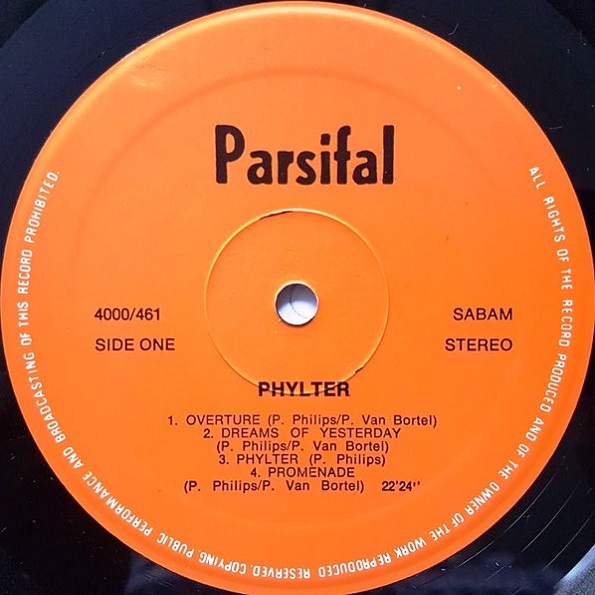 Parsifal
4000/461
SABAM
SIDE ONE
STEREO
PHYLTER
1. OVERTURE (P. Philips/P. Van Bortel)
2. DREAMS OF YESTERDAY
(P. Philips/P. Van Bortel)
3. PHYLTER (P. Philips)
4. PROMENADE
(P. Philips/P. Van Bortel) 22'24''
ALL RIGHTS OF THE RECORD PRODUCED AND OF THE OWNER OF THE WORK REPRODUCED RESERVED.COPYING PUBLIC PERFORMANCE AND BROADCASTING OF THIS RECORD PROHIBITED.